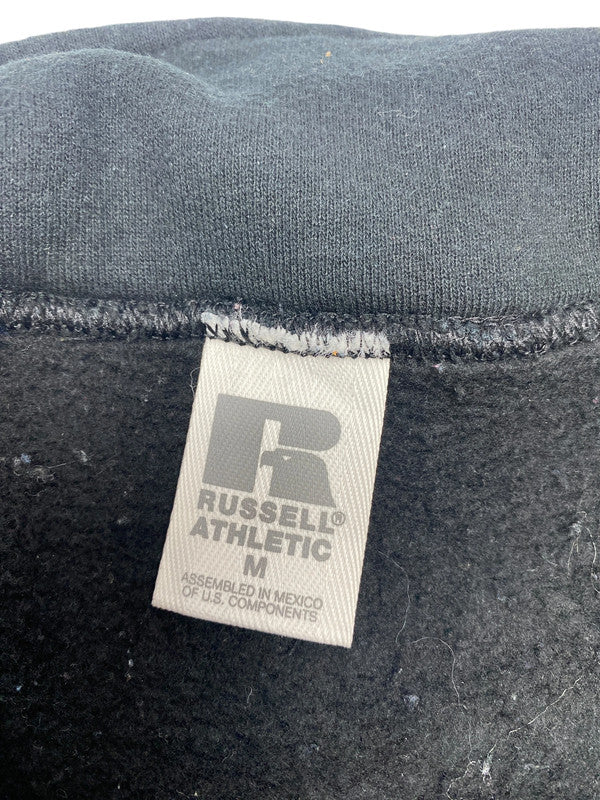 R
RUSSELL®
ATHLETIC
M
ASSEMBLED IN MEXICO
OF U.S. COMPONENTS